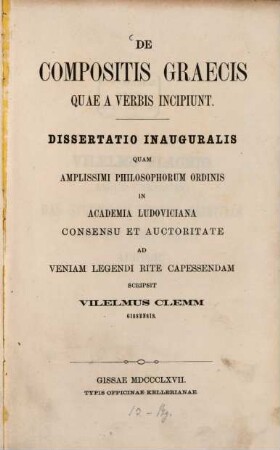 DE
COMPOSITIS GRAECIS
QUAE A VERBIS INCIPIUNT.
DISSERTATIO INAUGURALIS
QUAM
AMPLISSIMI PHILOSOPHORUM ORDINIS
IN
ACADEMIA LUDOVICIANA
CONSENSU ET AUCTORITATE
AD
VENIAM LEGENDI RITE CAPESSENDAM
SCRIPSIT
VILELMUS CLEMM
GISSENSIS.
GISSAE MDCCCLXVII.
TYPIS OFFICINAE KELLERIANAE.